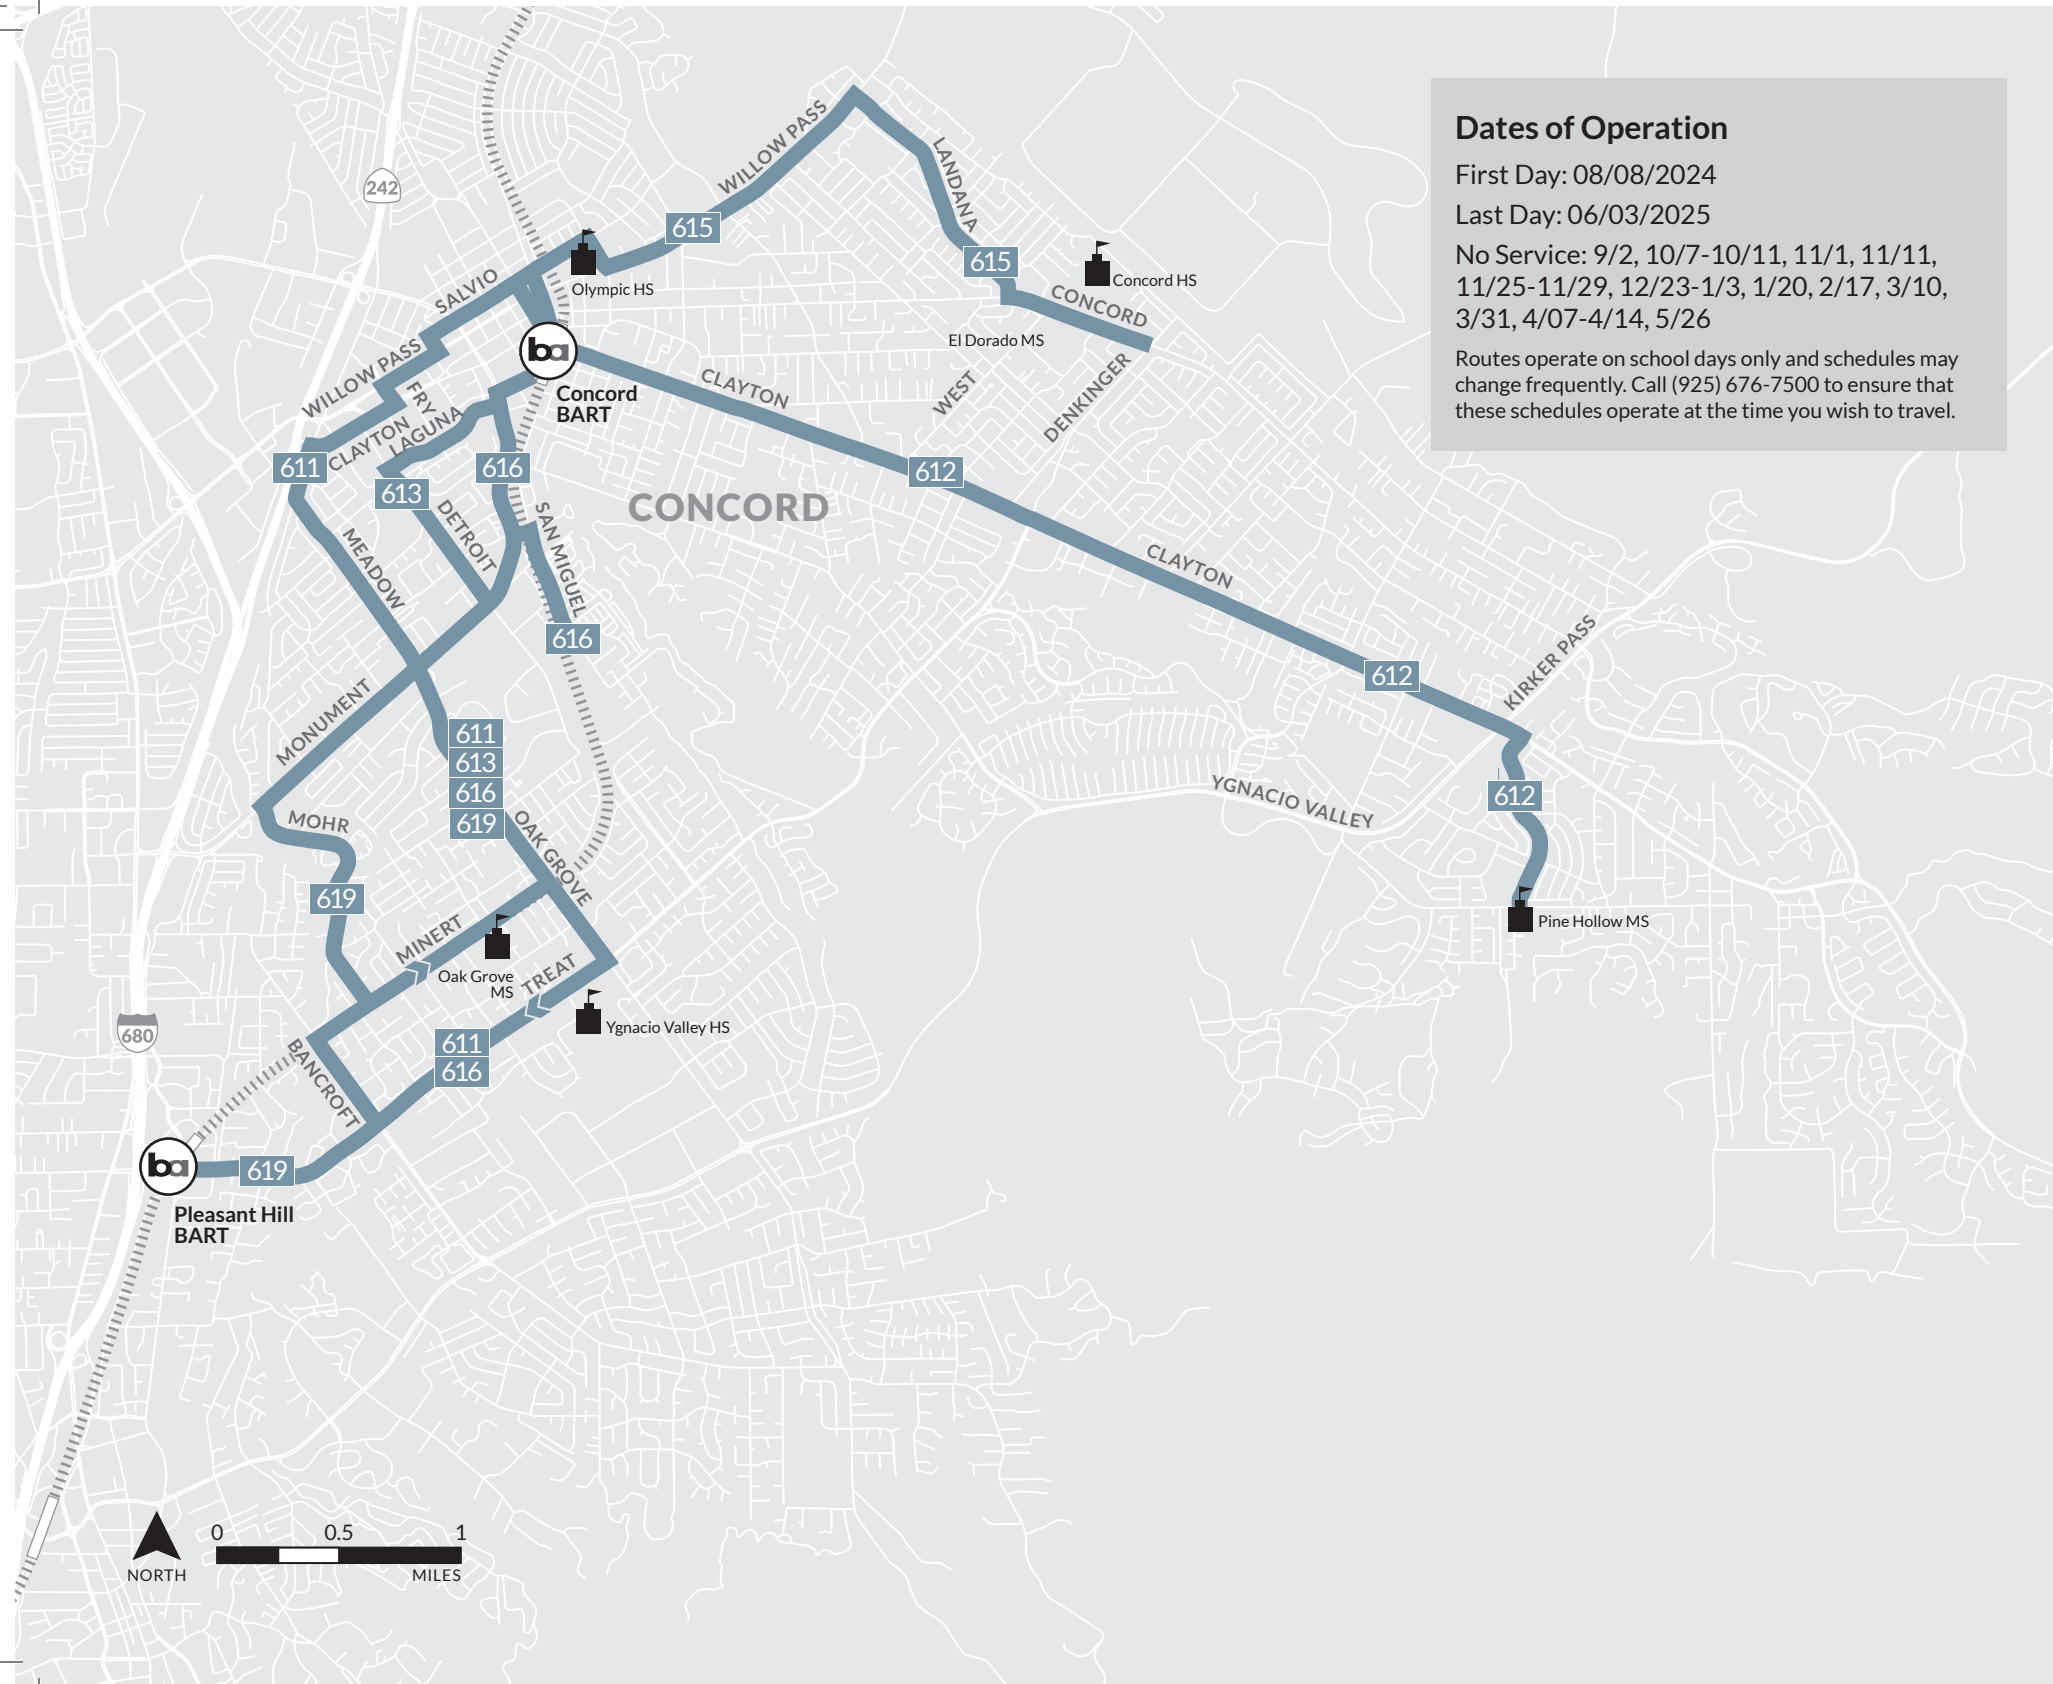 Dates of Operation
First Day: 08/08/2024
Last Day: 06/03/2025
No Service: 9/2, 10/7-10/11, 11/1, 11/11,
11/25-11/29, 12/23-1/3, 1/20, 2/17, 3/10,
3/31, 4/07-4/14, 5/26
Routes operate on school days only and schedules may
change frequently. Call (925) 676-7500 to ensure that
these schedules operate at the time you wish to travel.
WILLOW PASS
LANDANA
242
615
615
Concord HS
Olympic HS
SALVIO
CONCORD
El Dorado MS
WILLOW PASS
ba
Concord
BART
CLAYTON
WEST
DENKINGER
FRY
CLAYTON
LAGUNA
611
616
612
613
CONCORD
DETROIT
SAN MIGUEL
MEADOW
CLAYTON
616
KIRKER PASS
612
MONUMENT
611
613
616
619
YGNACIO VALLEY
612
MOHR
OAK GROVE
619
MINERT
Pine Hollow MS
Oak Grove
MS
TREAT
Ygnacio Valley HS
680
611
616
BANCROFT
ba
619
Pleasant Hill
BART
0 0.5 1
NORTH
MILES